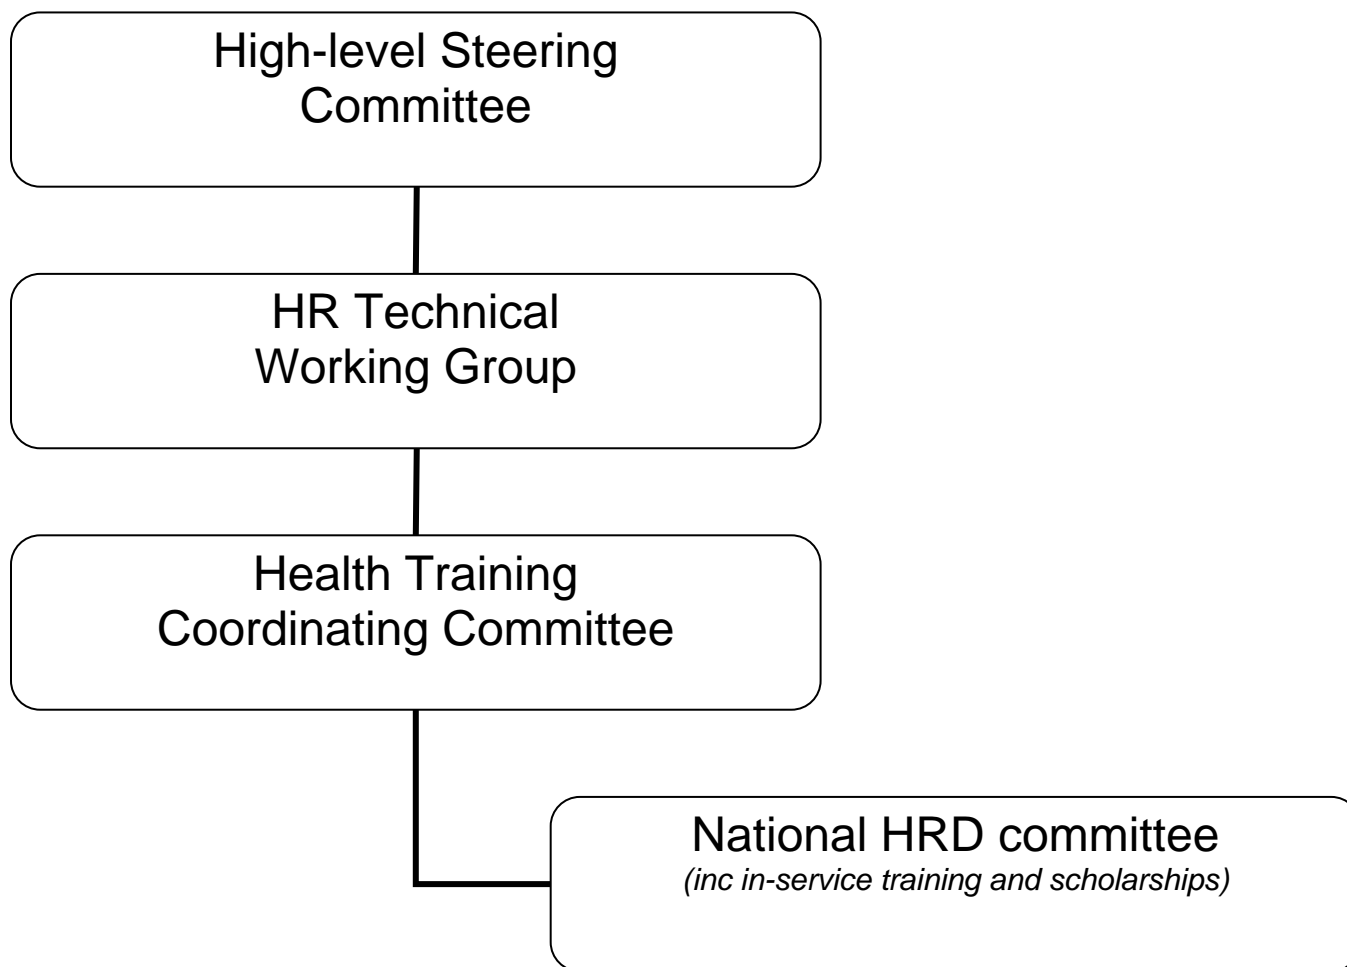 High-level Steering
Committee
HR Technical
Working Group
Health Training
Coordinating Committee
National HRD committee
(inc in-service training and scholarships)